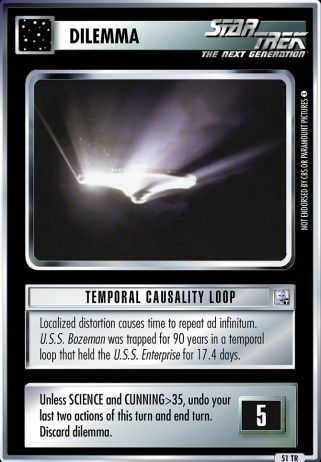 DILEMMA
STAR TREK
THE NEXT GENERATION
NOT ENDORSED BY CBS OR PARAMOUNT PICTURES
TEMPORAL CAUSALITY LOOP
Localized distortion causes time to repeat ad infinitum.
U.S.S. Bozeman was trapped for 90 years in a temporal
loop that held the U.S.S. Enterprise for 17.4 days.
Unless SCIENCE and CUNNING>35, undo your
last two actions of this turn and end turn.
Discard dilemma.
5
51 TR